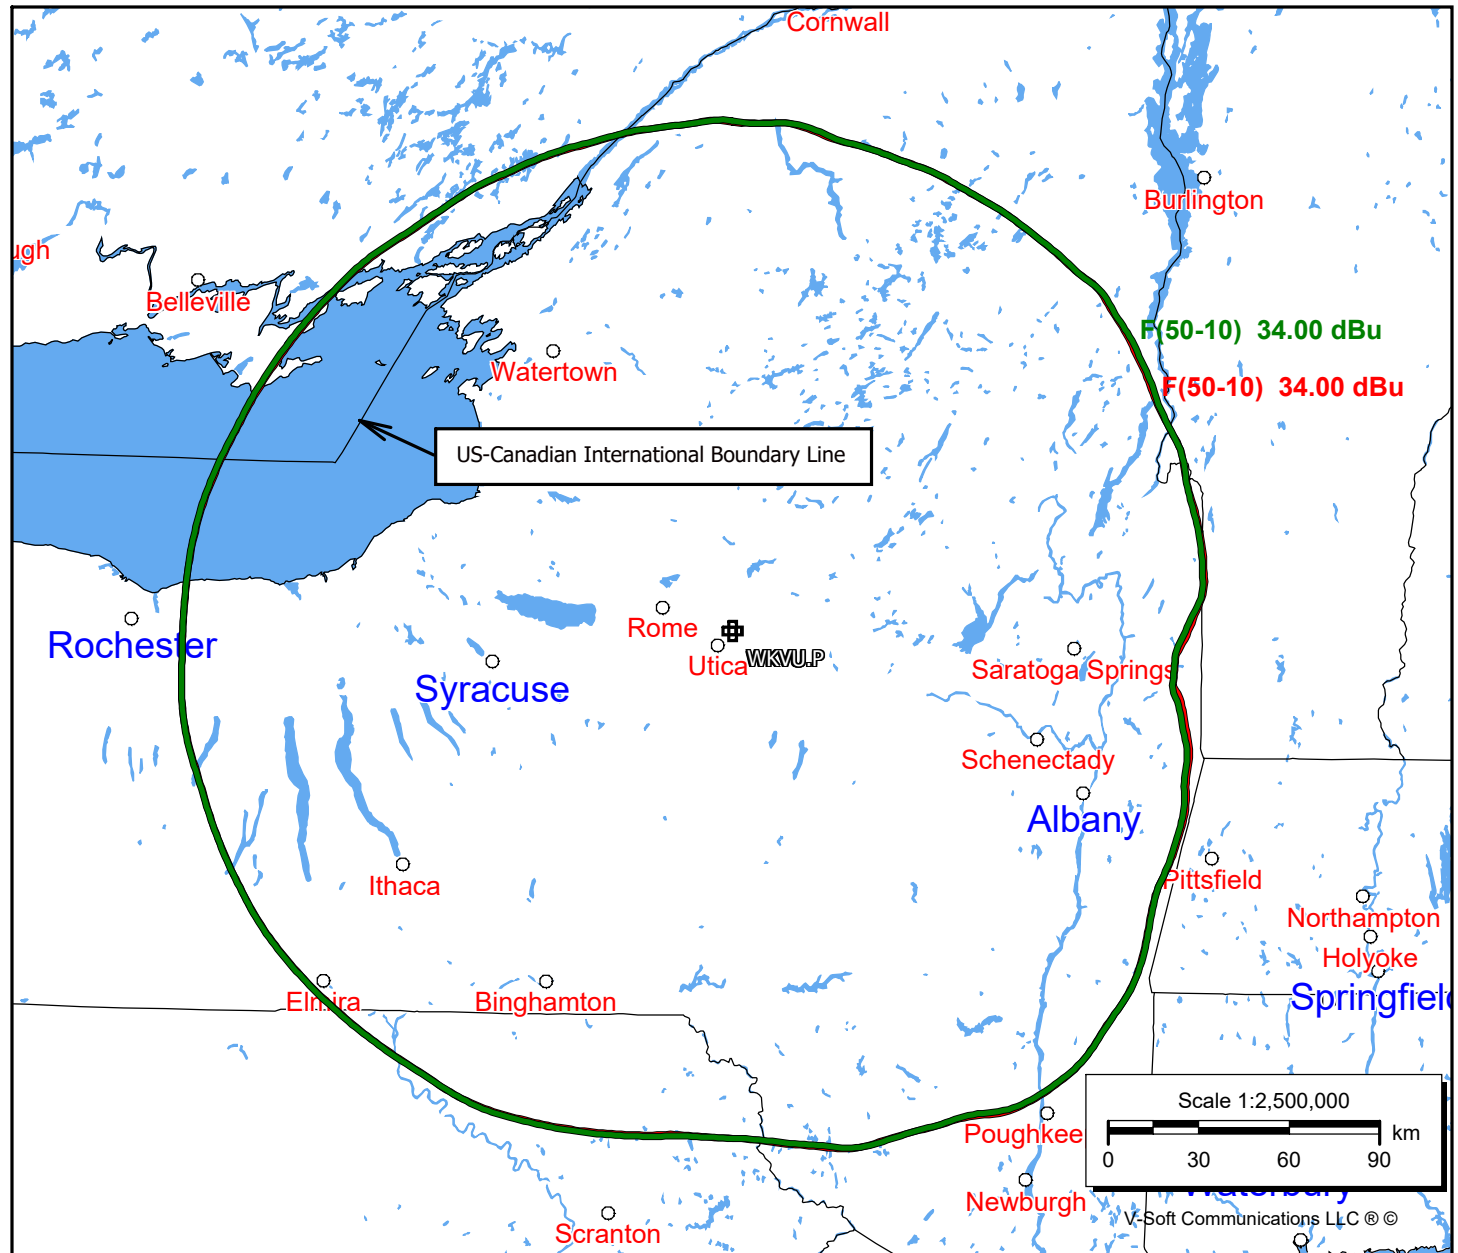 Cornwall
Burlington
ugh
Belleville
F(50-10) 34.00 dBu
Watertown
F(50-10) 34.00 dBu
US-Canadian International Boundary Line
Rome
Rochester
Utica
WKVU.P
Saratoga Springs
Syracuse
Schenectady
Albany
Ithaca
Pittsfield
Northampton
Holyoke
Elmira
Binghamton
Springfield
Scale 1:2,500,000
km
0 30 60 90
Poughkee
Waterbury
Newburgh
V-Soft Communications LLC ® ©
Scranton